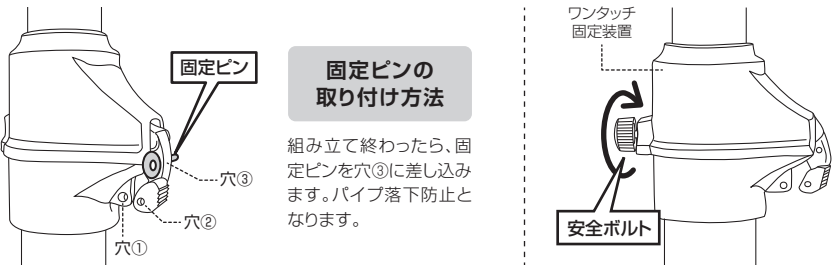 固定ピン
穴③
穴②
穴①
固定ピンの
取り付け方法
組み立て終わったら、固
定ピンを穴③に差し込み
ます。パイプ落下防止と
なります。
ワンタッチ
固定装置
安全ボルト